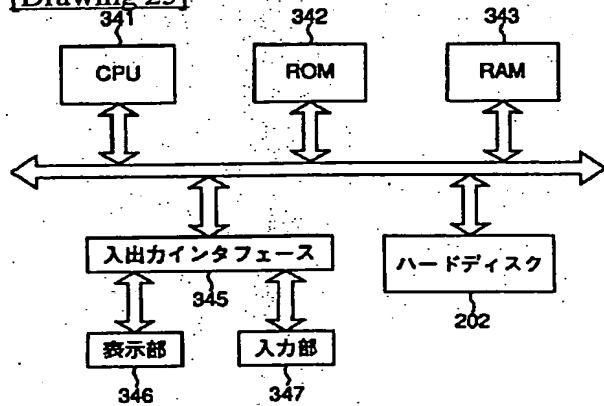 [Drawing 25]
341 342 343
CPU ROM RAM
入出力インタフェース
ハードディスク
345
202
表示部 入力部
346 347